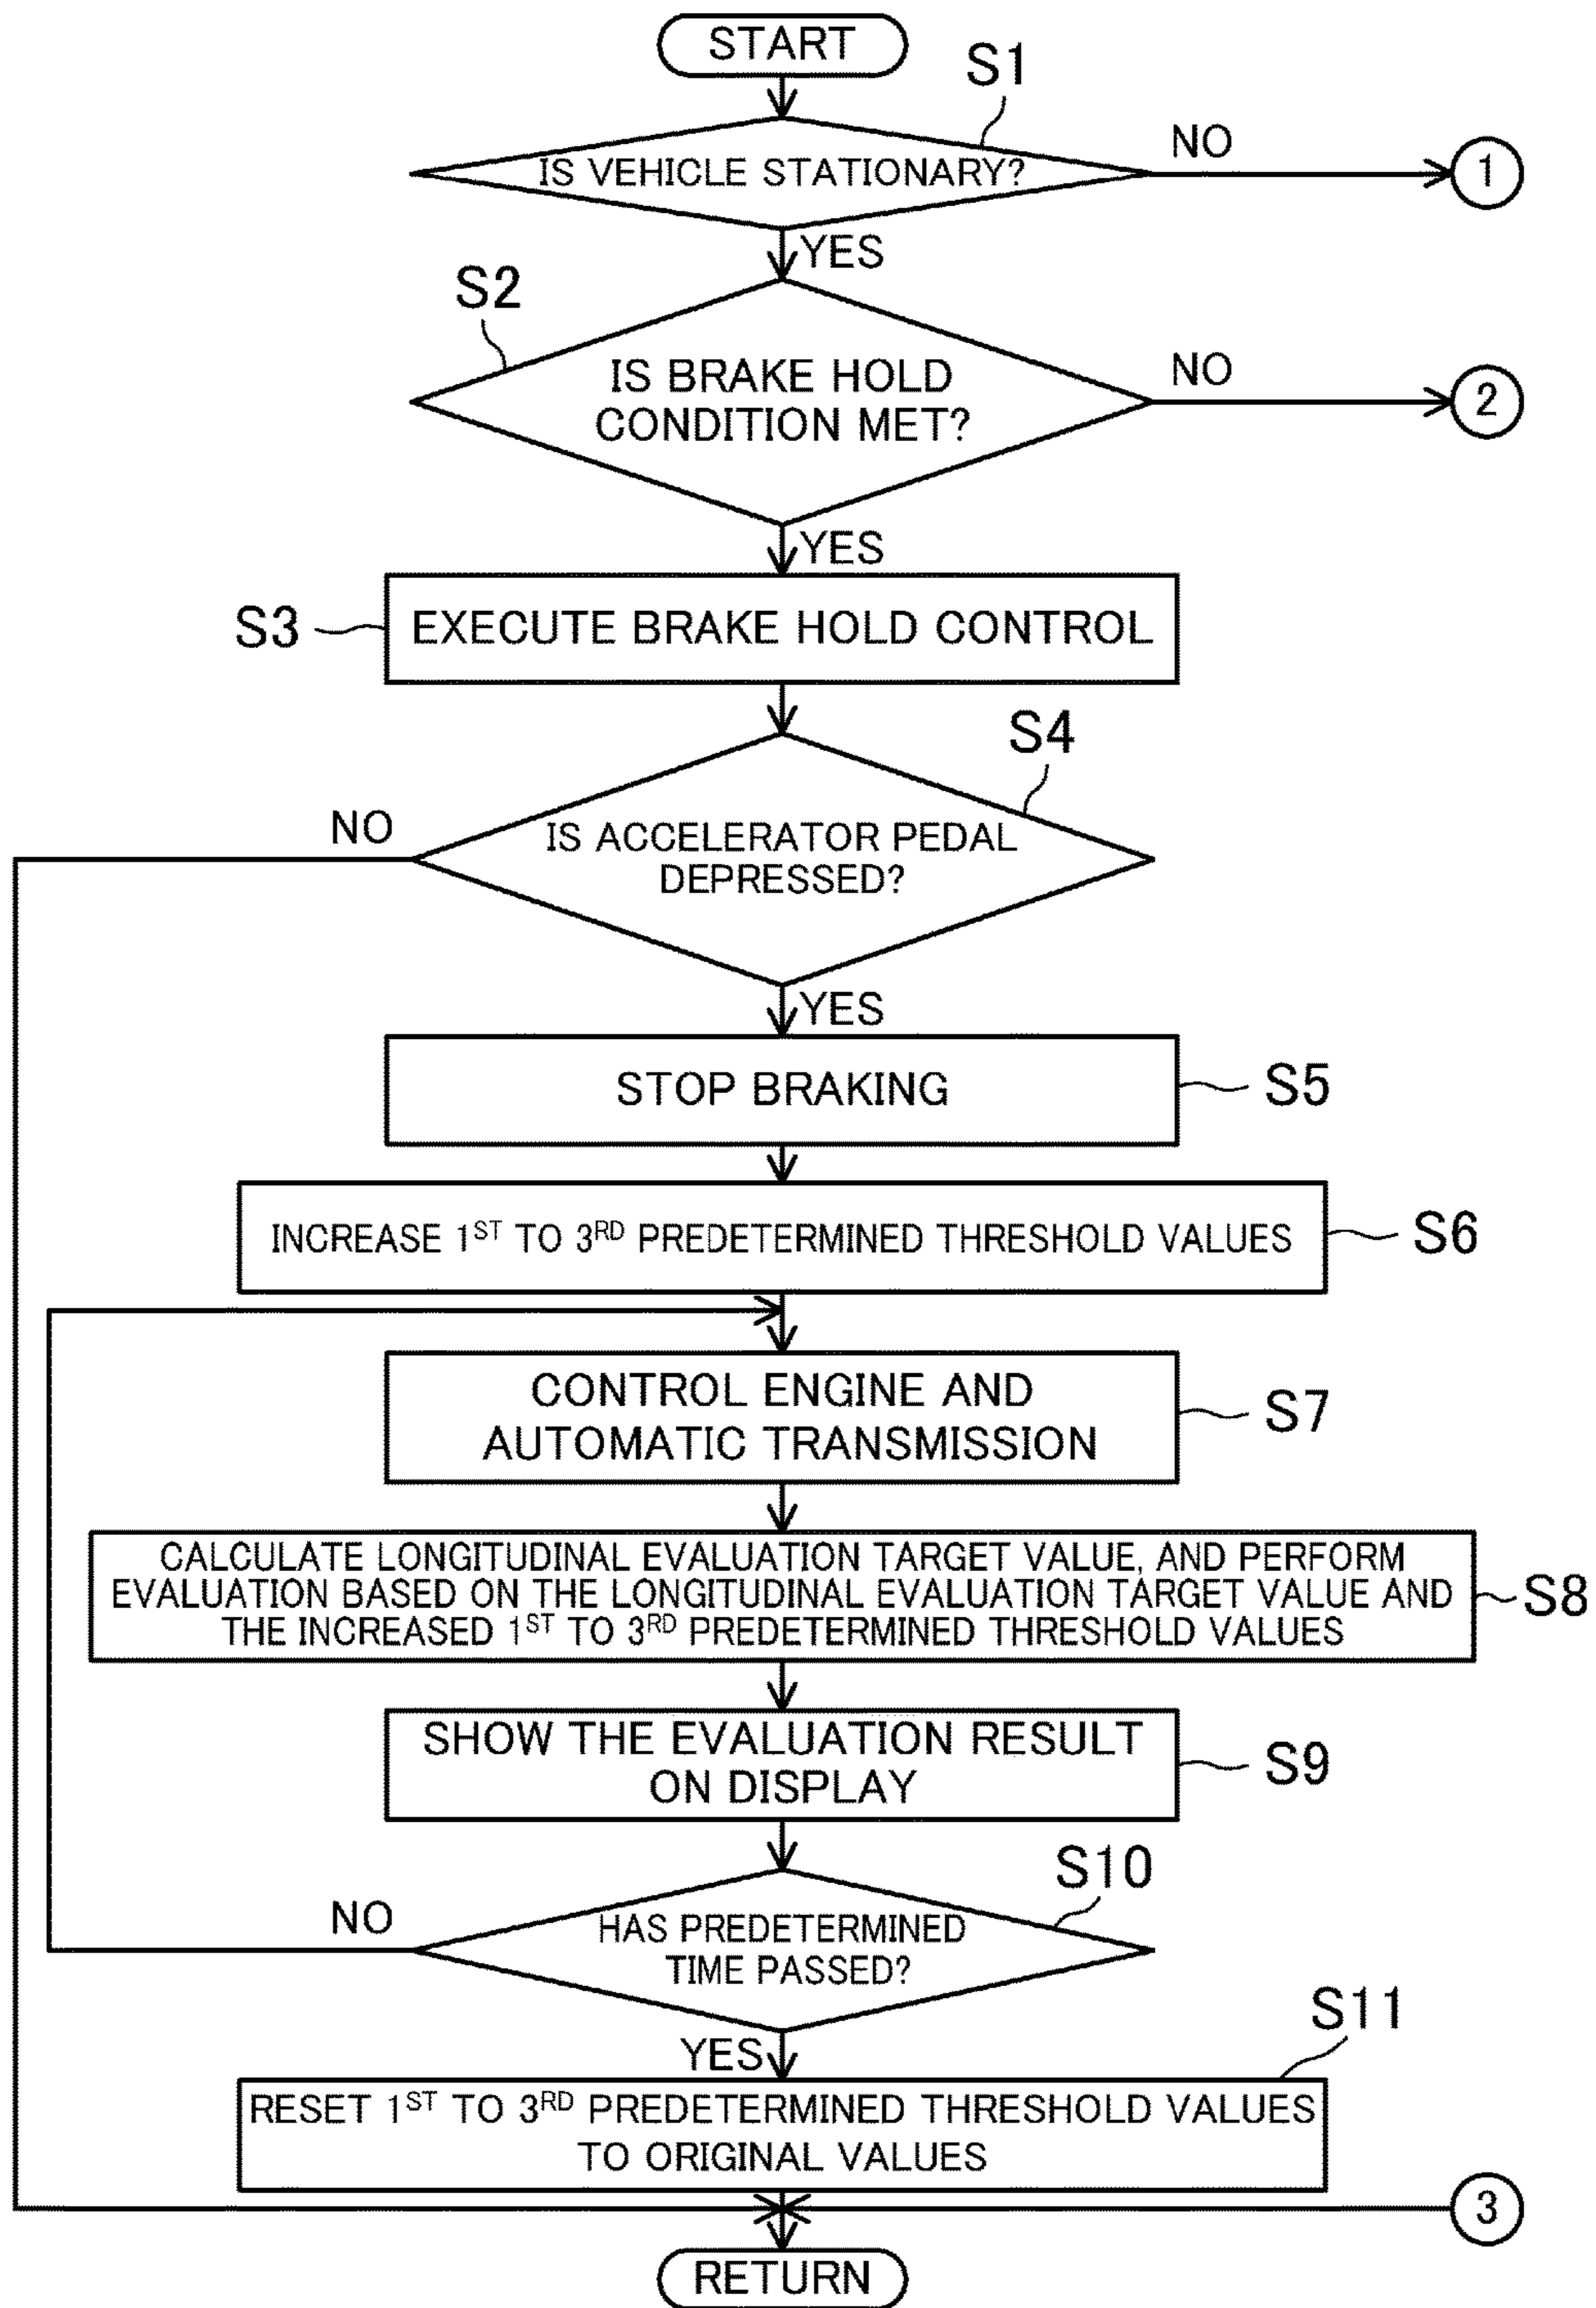 START
S1
IS VEHICLE STATIONARY?
NO
1
YES
S2
IS BRAKE HOLD
CONDITION MET?
NO
2
YES
S3
EXECUTE BRAKE HOLD CONTROL
S4
NO
IS ACCELERATOR PEDAL
DEPRESSED?
YES
STOP BRAKING
S5
INCREASE 1ST TO 3RD PREDETERMINED THRESHOLD VALUES
S6
CONTROL ENGINE AND
AUTOMATIC TRANSMISSION
S7
CALCULATE LONGITUDINAL EVALUATION TARGET VALUE, AND PERFORM
EVALUATION BASED ON THE LONGITUDINAL EVALUATION TARGET VALUE AND
THE INCREASED 1ST TO 3RD PREDETERMINED THRESHOLD VALUES
S8
SHOW THE EVALUATION RESULT
ON DISPLAY
S9
S10
NO
HAS PREDETERMINED
TIME PASSED?
YES
S11
RESET 1ST TO 3RD PREDETERMINED THRESHOLD VALUES
TO ORIGINAL VALUES
3
RETURN